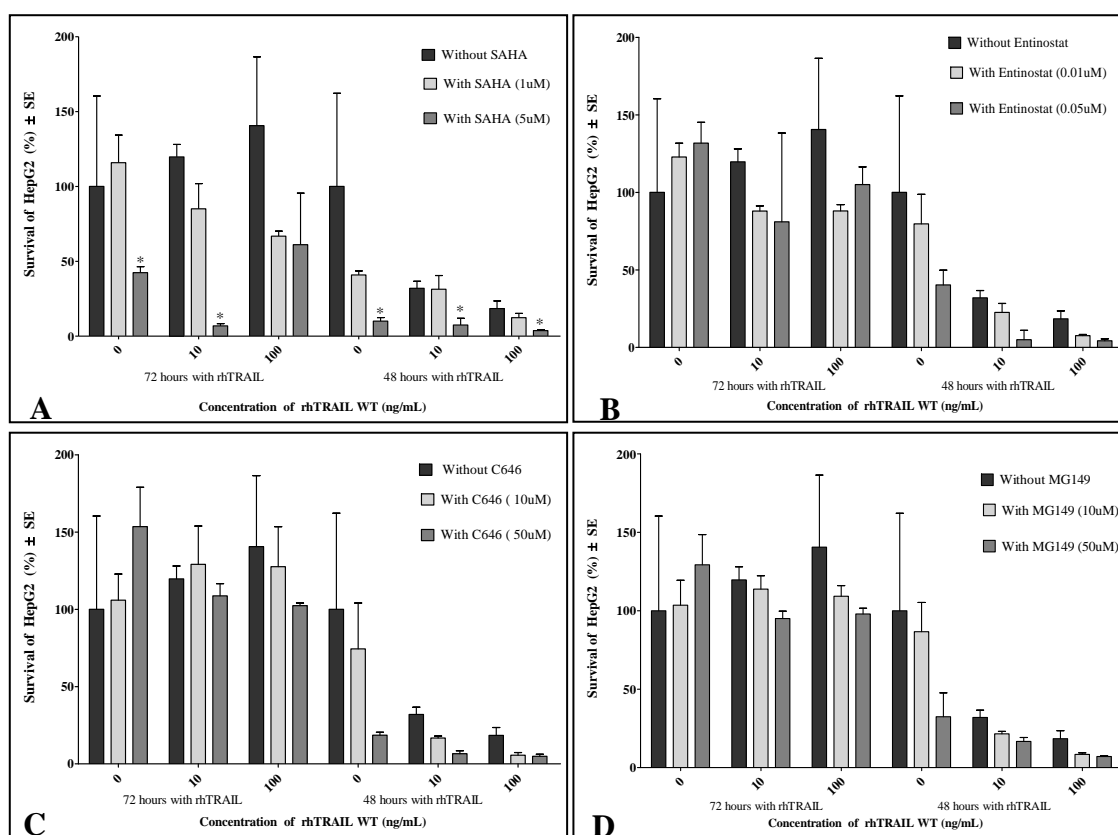 200
150
100
50
0
Survival of HepG2 (%) ± SE
Without SAHA
With SAHA (1uM)
With SAHA (5uM)
*
*
*
*
*
0
10
100
0
10
100
72 hours with rhTRAIL
48 hours with rhTRAIL
Concentration of rhTRAIL WT (ng/mL)
A
200
150
100
50
0
Survival of HepG2 (%) ± SE
Without Entinostat
With Entinostat (0.01uM)
With Entinostat (0.05uM)
0
10
100
0
10
100
72 hours with rhTRAIL
48 hours with rhTRAIL
Concentration of rhTRAIL WT (ng/mL)
B
200
150
100
50
0
Survival of HepG2 (%) ± SE
Without C646
With C646 ( 10uM)
With C646 ( 50uM)
0
10
100
0
10
100
72 hours with rhTRAIL
48 hours with rhTRAIL
Concentration of rhTRAIL WT (ng/mL)
C
200
150
100
50
0
Survival of HepG2 (%) ± SE
Without MG149
With MG149 (10uM)
With MG149 (50uM)
0
10
100
0
10
100
72 hours with rhTRAIL
48 hours with rhTRAIL
Concentration of rhTRAIL WT (ng/mL)
D